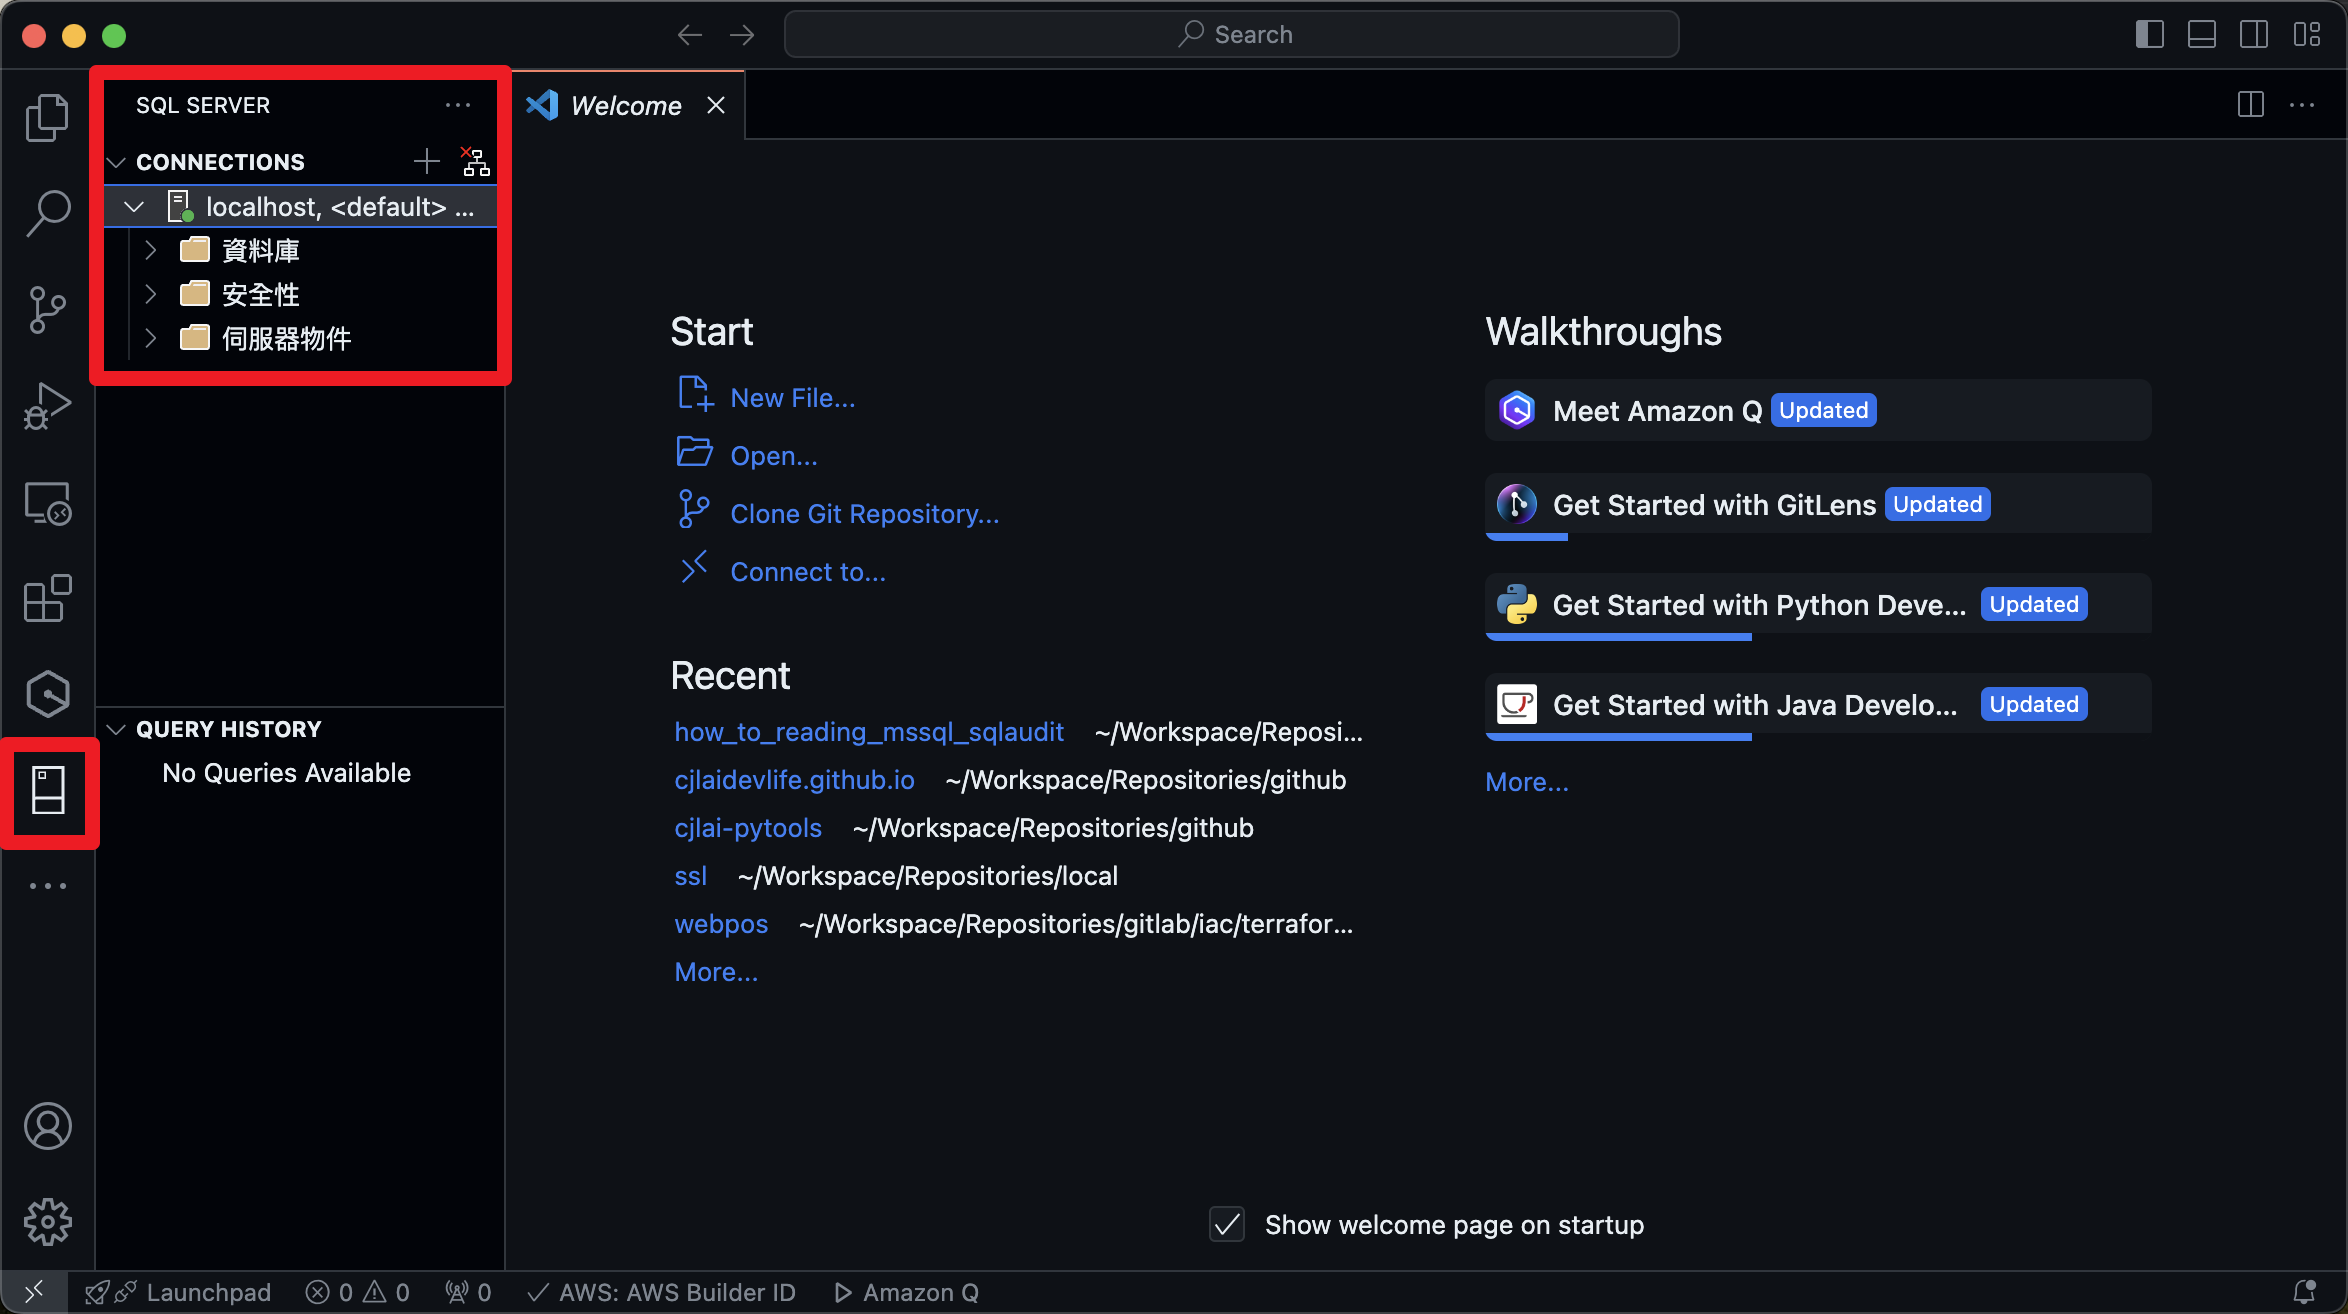 Search
SQL SERVER
CONNECTIONS
localhost, <default> ...
資料庫
安全性
伺服器物件
QUERY HISTORY
No Queries Available
Welcome
Start
New File...
Open...
Clone Git Repository...
Connect to...
Recent
how_to_reading_mssql_sqlaudit ~/Workspace/Reposi...
cjlaidevlife.github.io ~/Workspace/Repositories/github
cjlai-pytools ~/Workspace/Repositories/github
ssl ~/Workspace/Repositories/local
webpos ~/Workspace/Repositories/gitlab/iac/terrafor...
More...
Walkthroughs
Meet Amazon Q Updated
Get Started with GitLens Updated
Get Started with Python Deve... Updated
Get Started with Java Develo... Updated
More...
Show welcome page on startup
Launchpad 0 0 0 AWS: AWS Builder ID Amazon Q